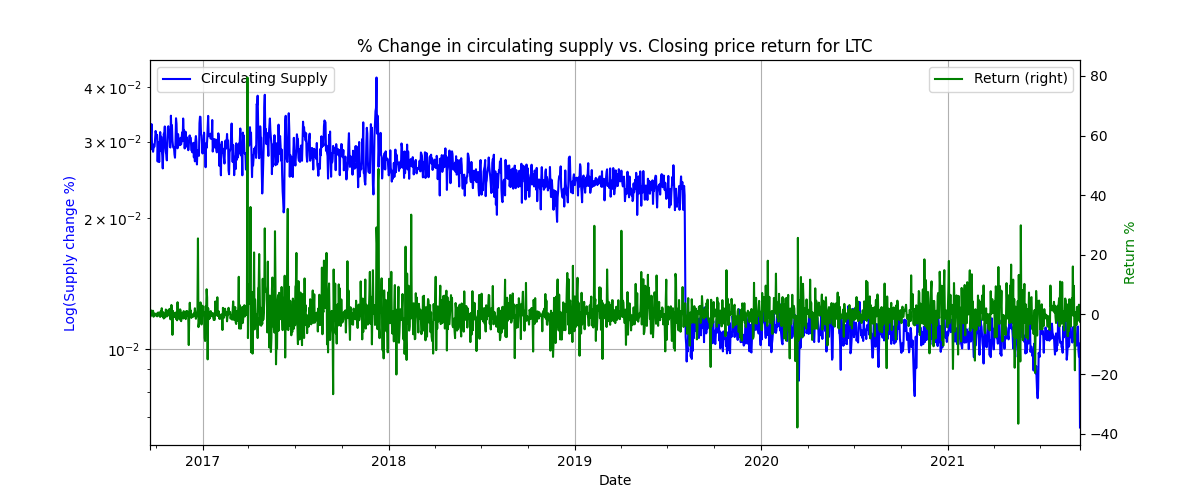 % Change in circulating supply vs. Closing price return for LTC
Circulating Supply
Return (right)
4 × 10⁻²
3 × 10⁻²
2 × 10⁻²
10⁻²
Log(Supply change %)
80
60
40
20
0
−20
−40
Return %
2017 2018 2019 2020 2021
Date